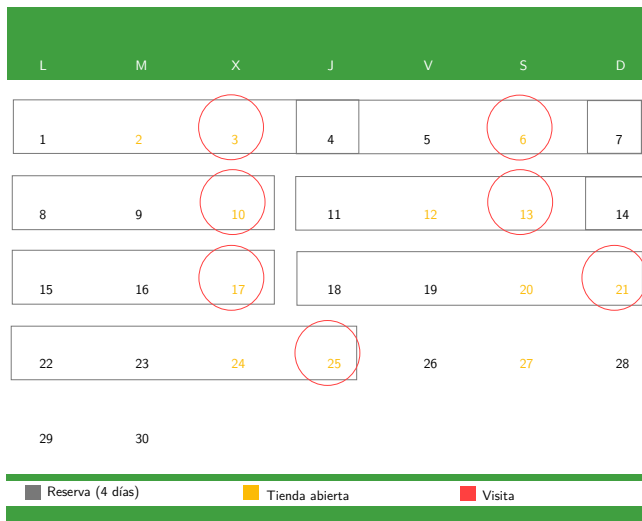 L M X J V S D
1 2 3 4 5 6 7
8 9 10 11 12 13 14
15 16 17 18 19 20 21
22 23 24 25 26 27 28
29 30
Reserva (4 días) Tienda abierta Visita